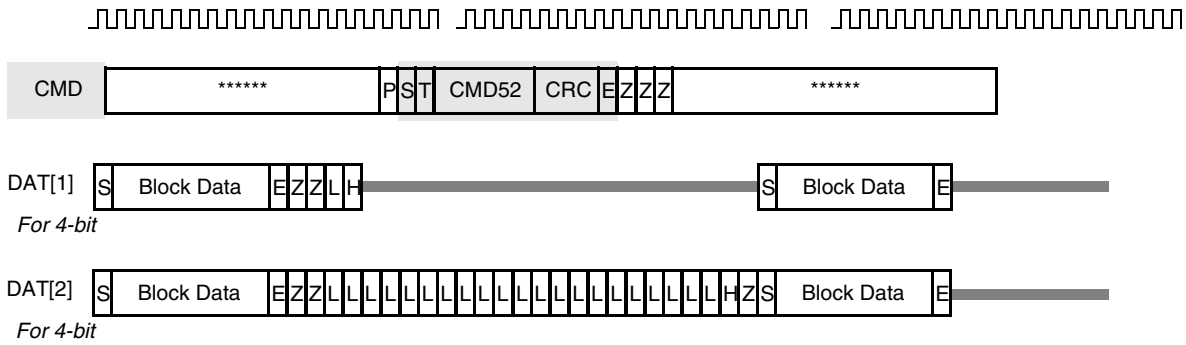 CMD ****** P S T CMD52 CRC E Z Z Z ******
DAT[1] S Block Data E Z Z L H S Block Data E
For 4-bit
DAT[2] S Block Data E Z Z L L L L L L L L L L L L L L L L L L L L L H Z S Block Data E
For 4-bit